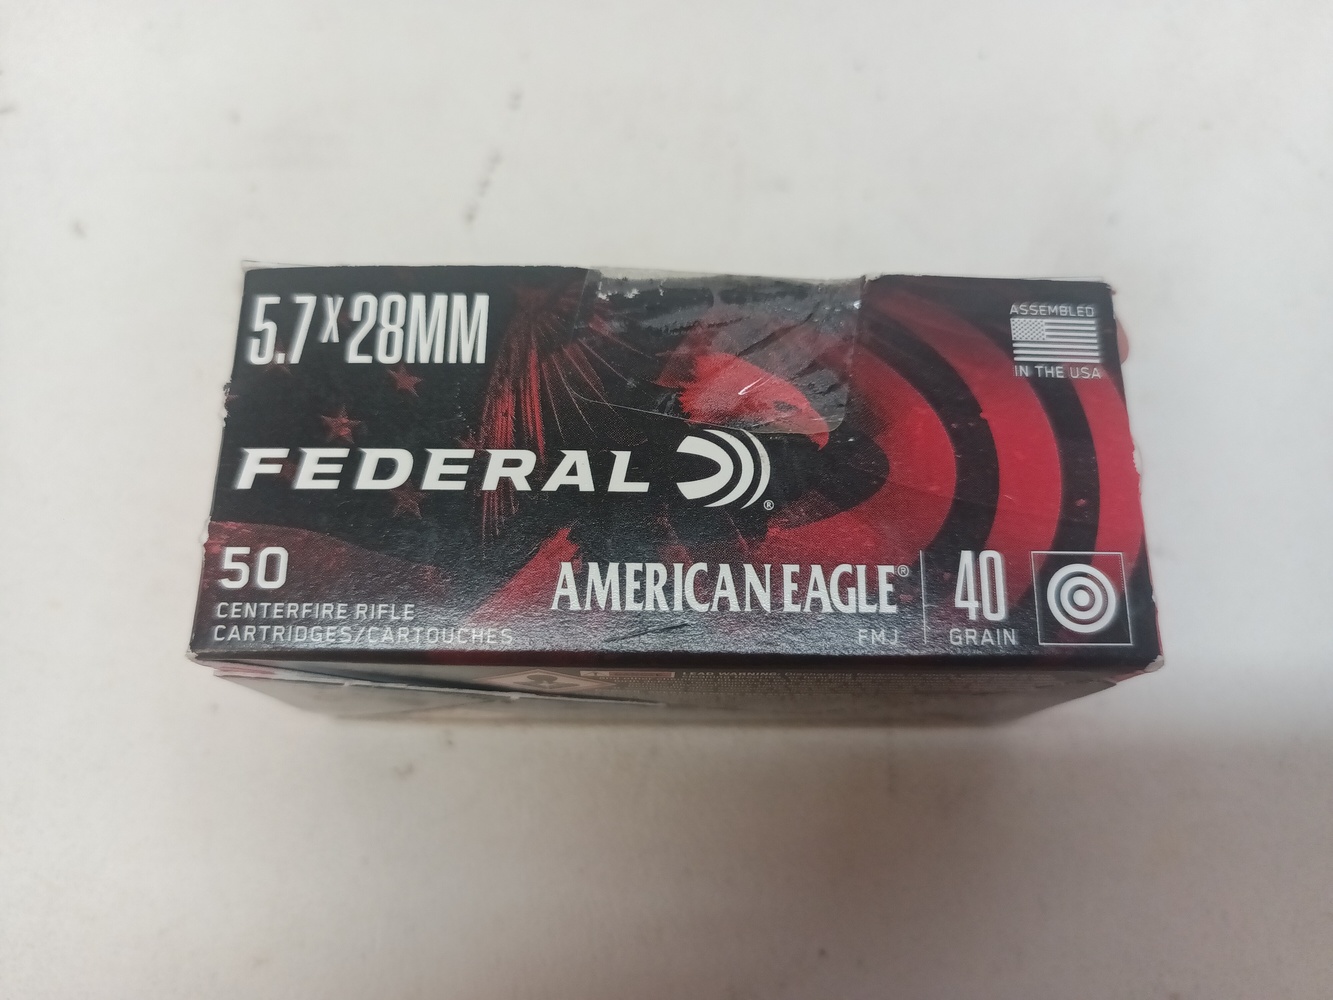 5.7X28MM
ASSEMBLED
IN THE USA
FEDERAL
®
50
CENTERFIRE RIFLE
CARTRIDGES/CARTOUCHES
AMERICAN EAGLE®
FMJ
40
GRAIN